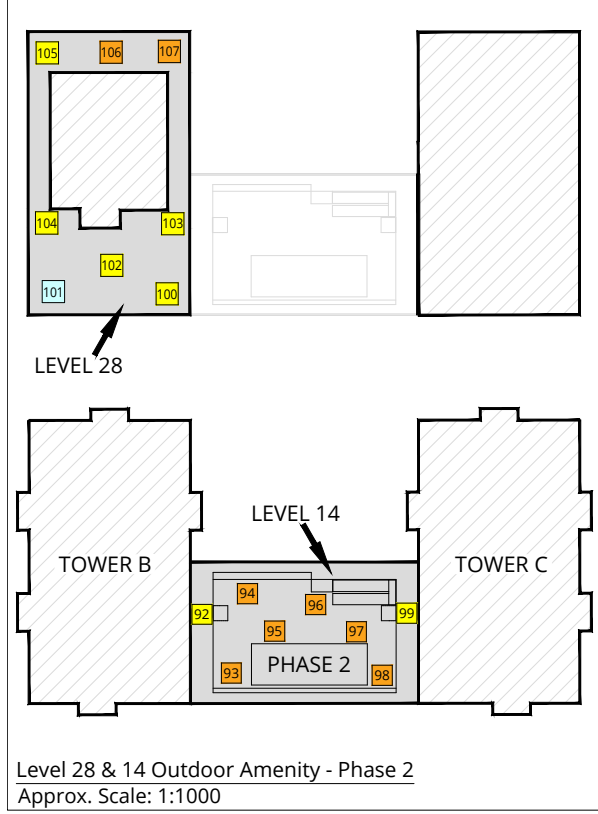 105 106 107
104 103
102
101 100
LEVEL 28
LEVEL 14
TOWER B TOWER C
94 96
92 99
95 97
PHASE 2
93 98
Level 28 & 14 Outdoor Amenity - Phase 2
Approx. Scale: 1:1000